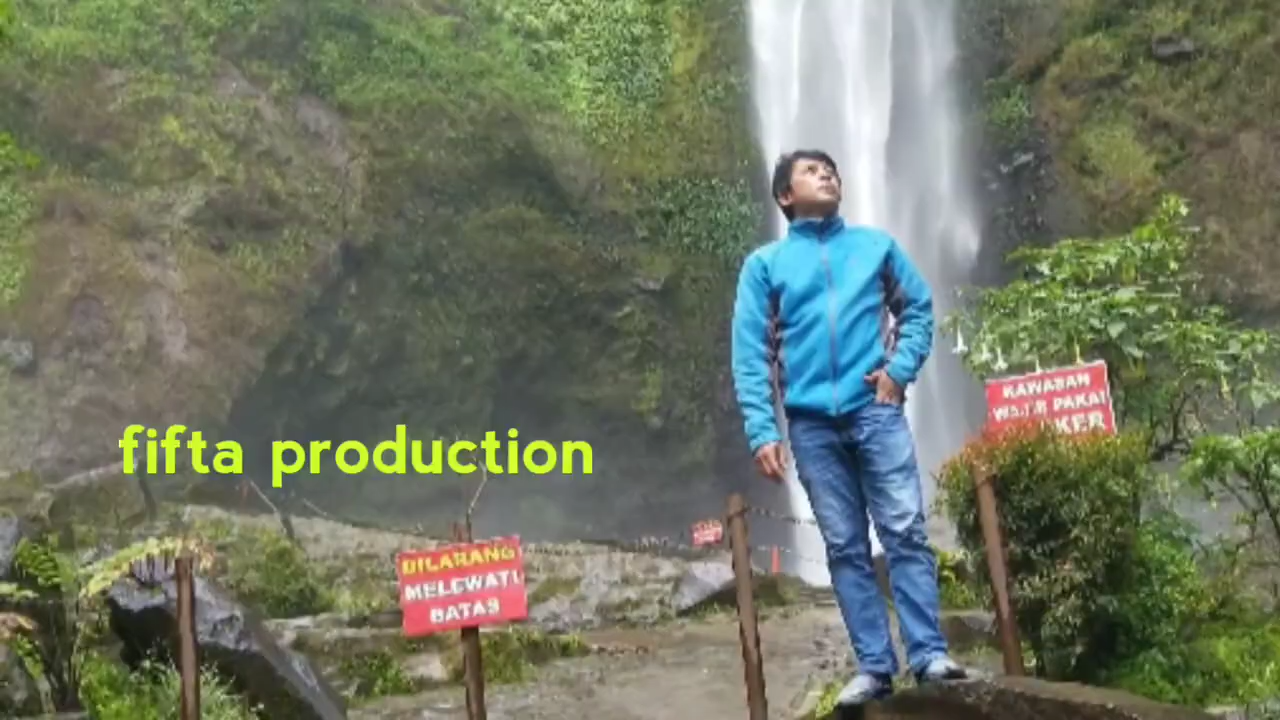 fifta production
DILARANG
MELEWATI
BATAS
KAWASAN
WAJIB PAKAI